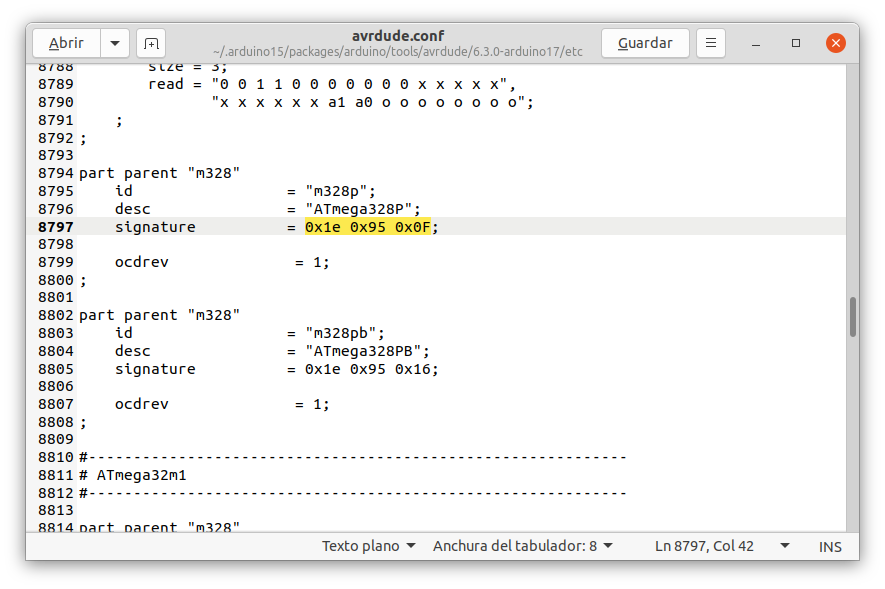 Abrir
avrdude.conf
~/.arduino15/packages/arduino/tools/avrdude/6.3.0-arduino17/etc
Guardar
8788         size = 3;
8789         read = "0 0 1 1 0 0 0 0 0 0 0 x x x x x",
8790                "x x x x x x a1 a0 o o o o o o o o";
8791     ;
8792 ;
8793
8794 part parent "m328"
8795     id                  = "m328p";
8796     desc                = "ATmega328P";
8797     signature           = 0x1e 0x95 0x0F;
8798
8799     ocdrev              = 1;
8800 ;
8801
8802 part parent "m328"
8803     id                  = "m328pb";
8804     desc                = "ATmega328PB";
8805     signature           = 0x1e 0x95 0x16;
8806
8807     ocdrev              = 1;
8808 ;
8809
8810 #------------------------------------------------------------
8811 # ATmega32m1
8812 #------------------------------------------------------------
8813
8814 part parent "m328"
Texto plano
Anchura del tabulador: 8
Ln 8797, Col 42
INS